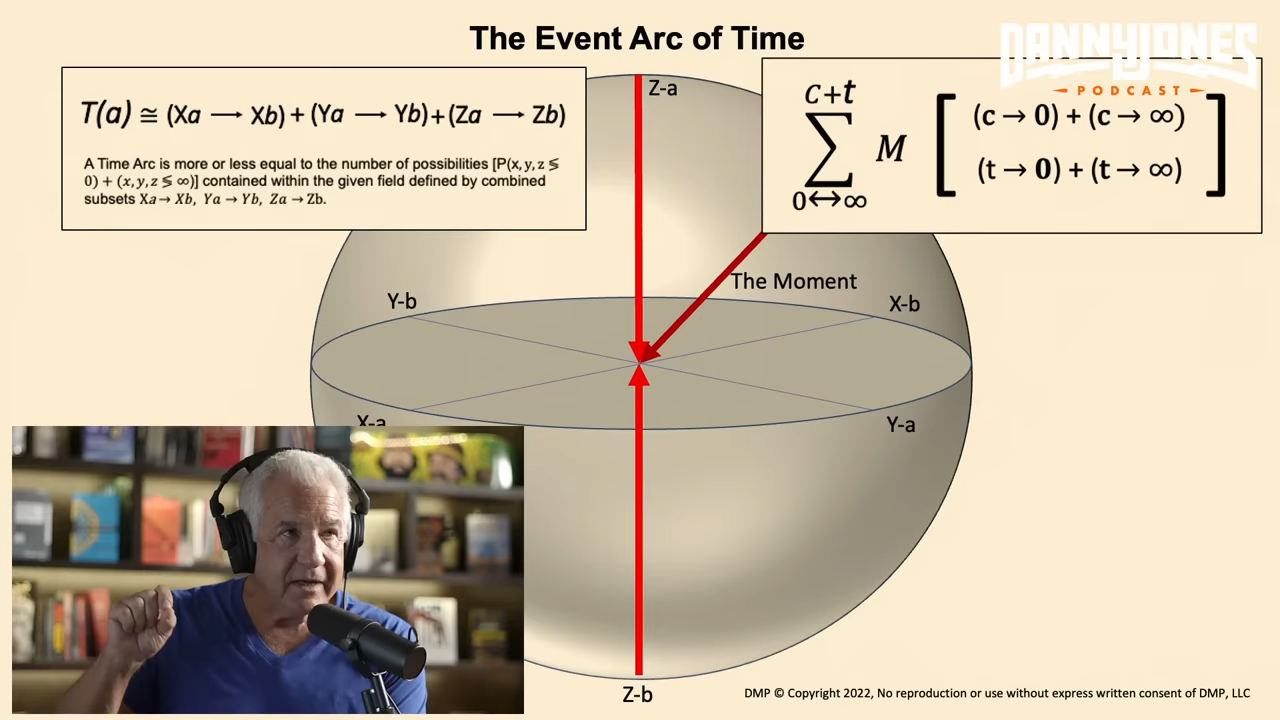 The Event Arc of Time
DANNY JONES
PODCAST
T(a) ≅ (Xa → Xb) + (Ya → Yb) + (Za → Zb)
A Time Arc is more or less equal to the number of possibilities [P(x, y, z ≶
0) + (x, y, z ≶ ∞)] contained within the given field defined by combined
subsets Xa → Xb, Ya → Yb, Za → Zb.
C+t
∑ M [ (c → 0) + (c → ∞)
(t → 0) + (t → ∞) ]
0↔∞
Z-a
The Moment
Y-b
X-b
X-a
Y-a
Z-b
DMP © Copyright 2022, No reproduction or use without express written consent of DMP, LLC